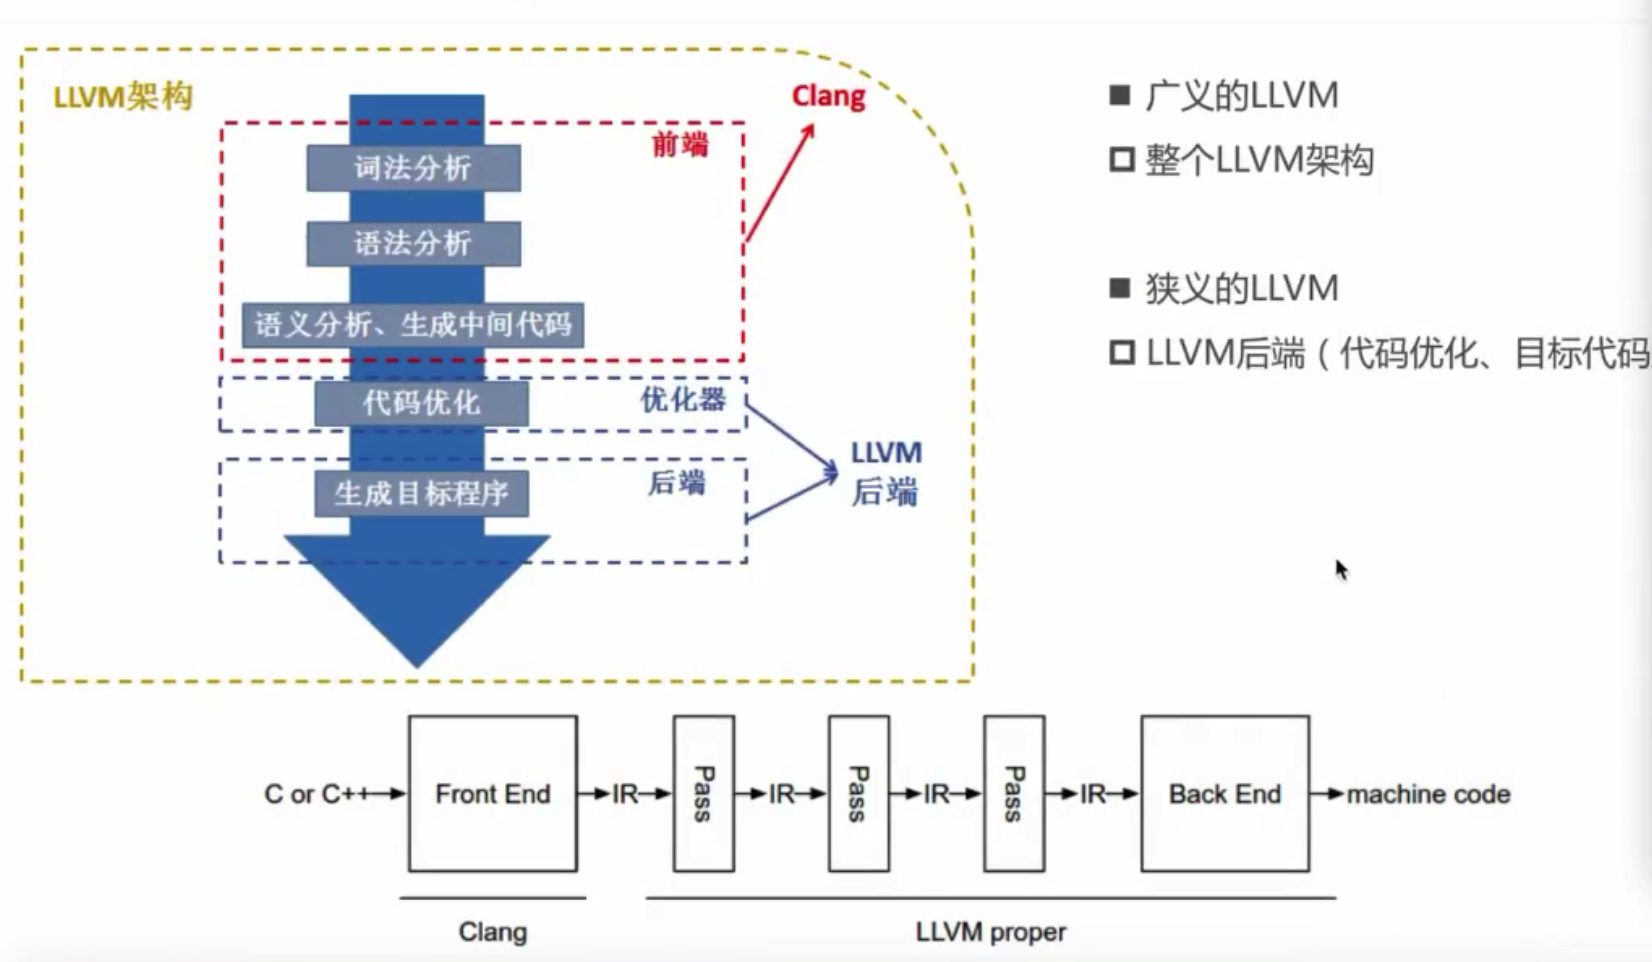 LLVM架构
Clang
前端
词法分析
语法分析
语义分析、生成中间代码
代码优化
优化器
生成目标程序
后端
LLVM
后端
■ 广义的LLVM
□ 整个LLVM架构
■ 狭义的LLVM
□ LLVM后端（代码优化、目标代码
C or C++
Front End
IR
Pass
IR
Pass
IR
Pass
IR
Back End
machine code
Clang
LLVM proper